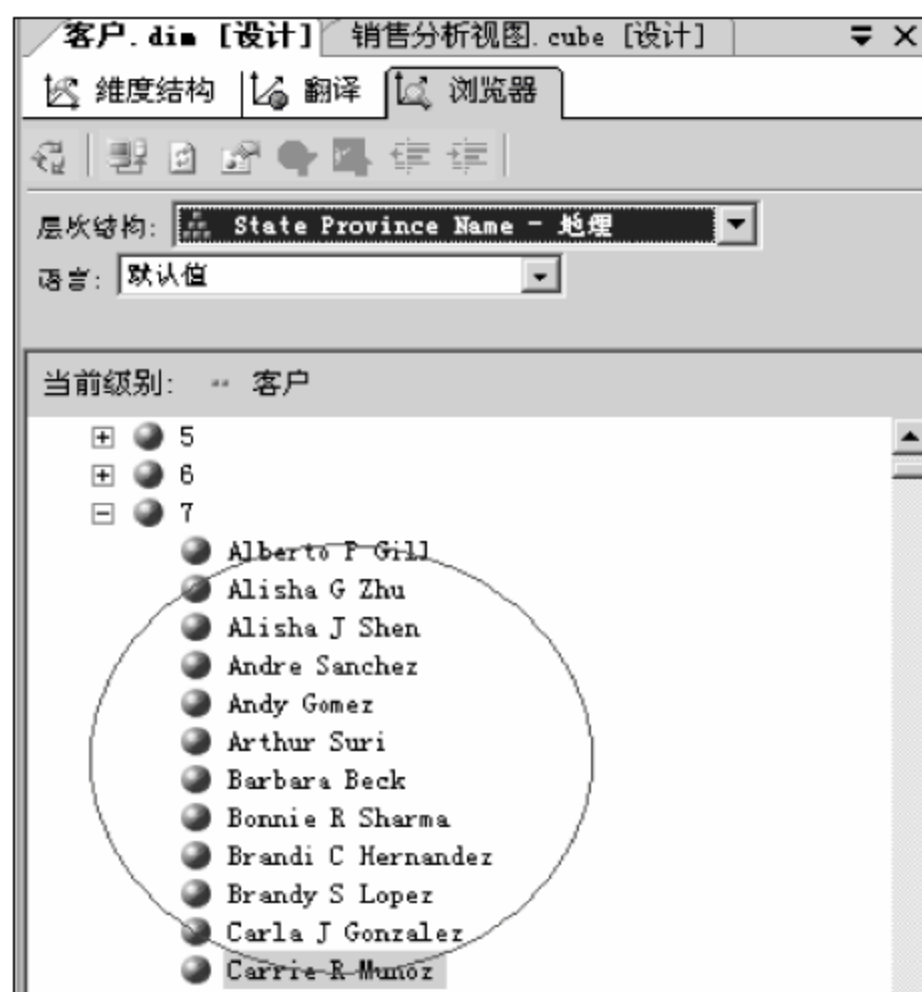 客户.dim [设计] 销售分析视图.cube [设计]
维度结构 翻译 浏览器
层次结构: State Province Name - 地理
语言: 默认值
当前级别: 客户
5
6
7
Alberto F Gill
Alisha G Zhu
Alisha J Shen
Andre Sanchez
Andy Gomez
Arthur Suri
Barbara Beck
Bonnie R Sharma
Brandi C Hernandez
Brandy S Lopez
Carla J Gonzalez
Carrie R Munoz